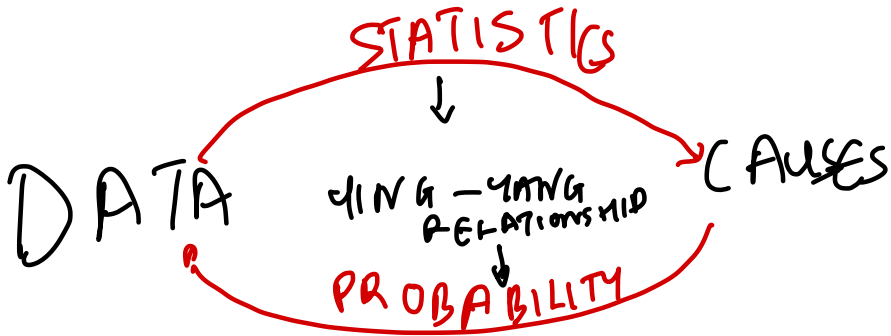 STATISTICS
DATA
CAUSES
YING-YANG
RELATIONSHIP
PROBABILITY